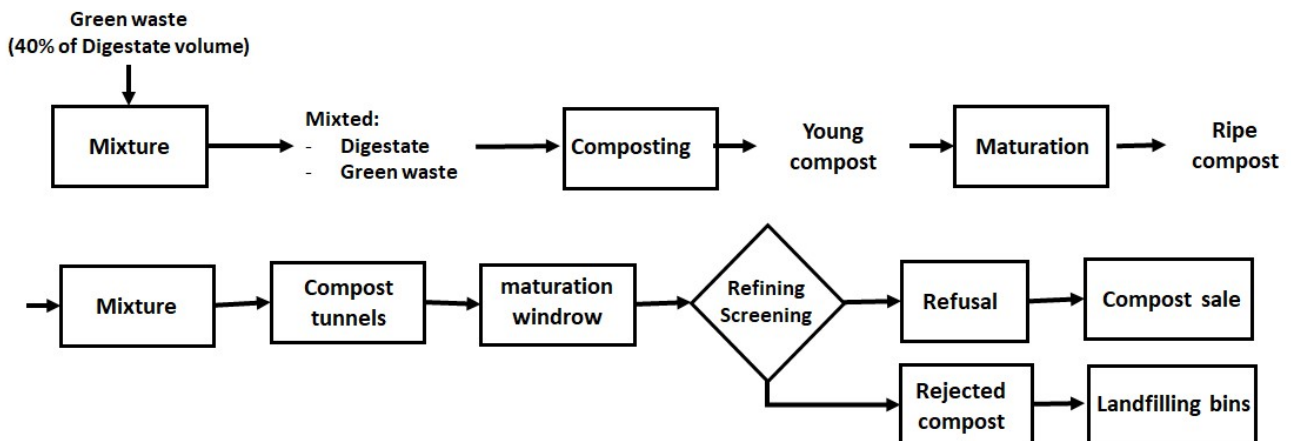 Green waste
(40% of Digestate volume)
Mixture
Mixted:
- Digestate
- Green waste
Composting
Young
compost
Maturation
Ripe
compost
Mixture
Compost
tunnels
maturation
windrow
Refining
Screening
Refusal
Compost sale
Rejected
compost
Landfilling bins